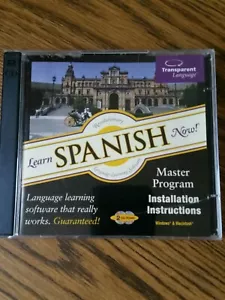 Transparent
Language
Learn SPANISH Now!
Master
Program
Installation
Instructions
Language learning
software that really
works. Guaranteed!
Windows & Macintosh